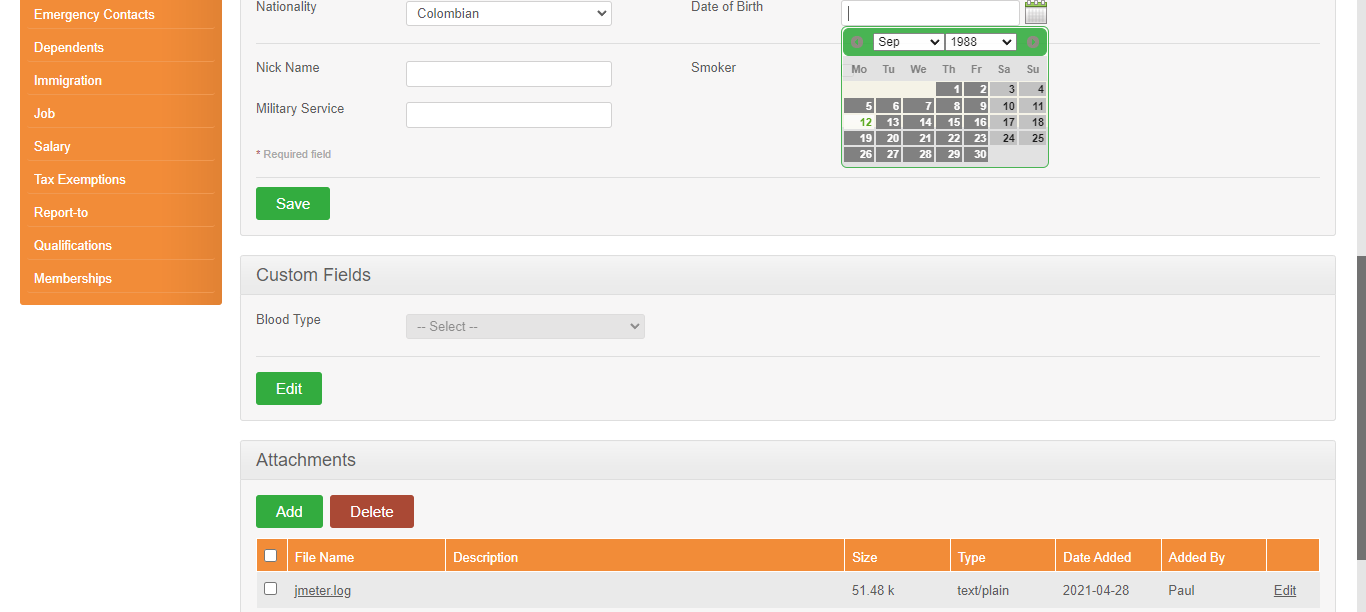 Emergency Contacts
Dependents
Immigration
Job
Salary
Tax Exemptions
Report-to
Qualifications
Memberships
Nationality Colombian Date of Birth
Sep 1988
Mo Tu We Th Fr Sa Su
1 2 3 4
5 6 7 8 9 10 11
12 13 14 15 16 17 18
19 20 21 22 23 24 25
26 27 28 29 30
Nick Name Smoker
Military Service
* Required field
Save
Custom Fields
Blood Type -- Select --
Edit
Attachments
Add Delete
File Name Description Size Type Date Added Added By
jmeter.log 51.48 k text/plain 2021-04-28 Paul Edit